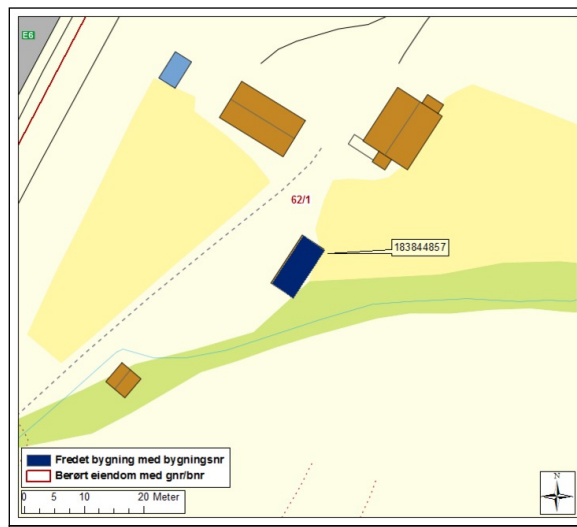 E6
62/1
183844857
Fredet bygning med bygningsnr
Berørt eiendom med gnr/bnr
0 5 10 20 Meter
N